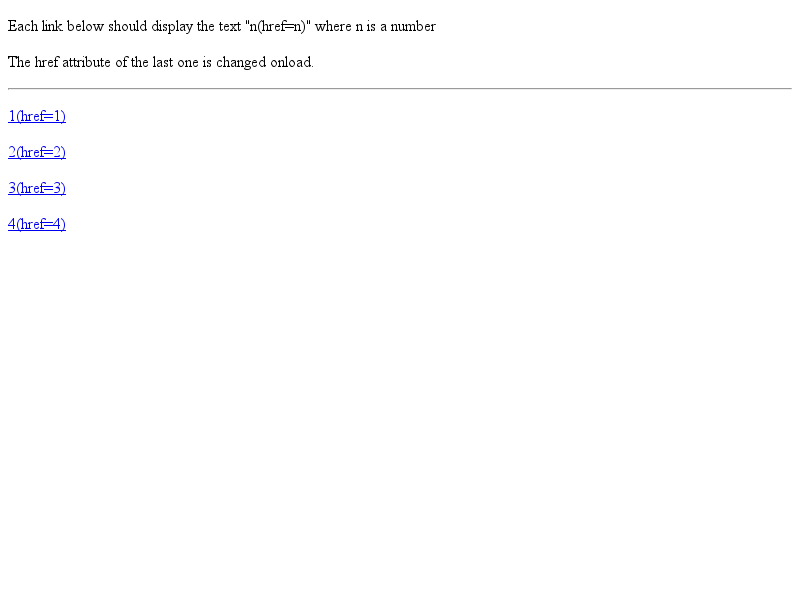 Each link below should display the text "n(href=n)" where n is a number
The href attribute of the last one is changed onload.
1(href=1)
2(href=2)
3(href=3)
4(href=4)